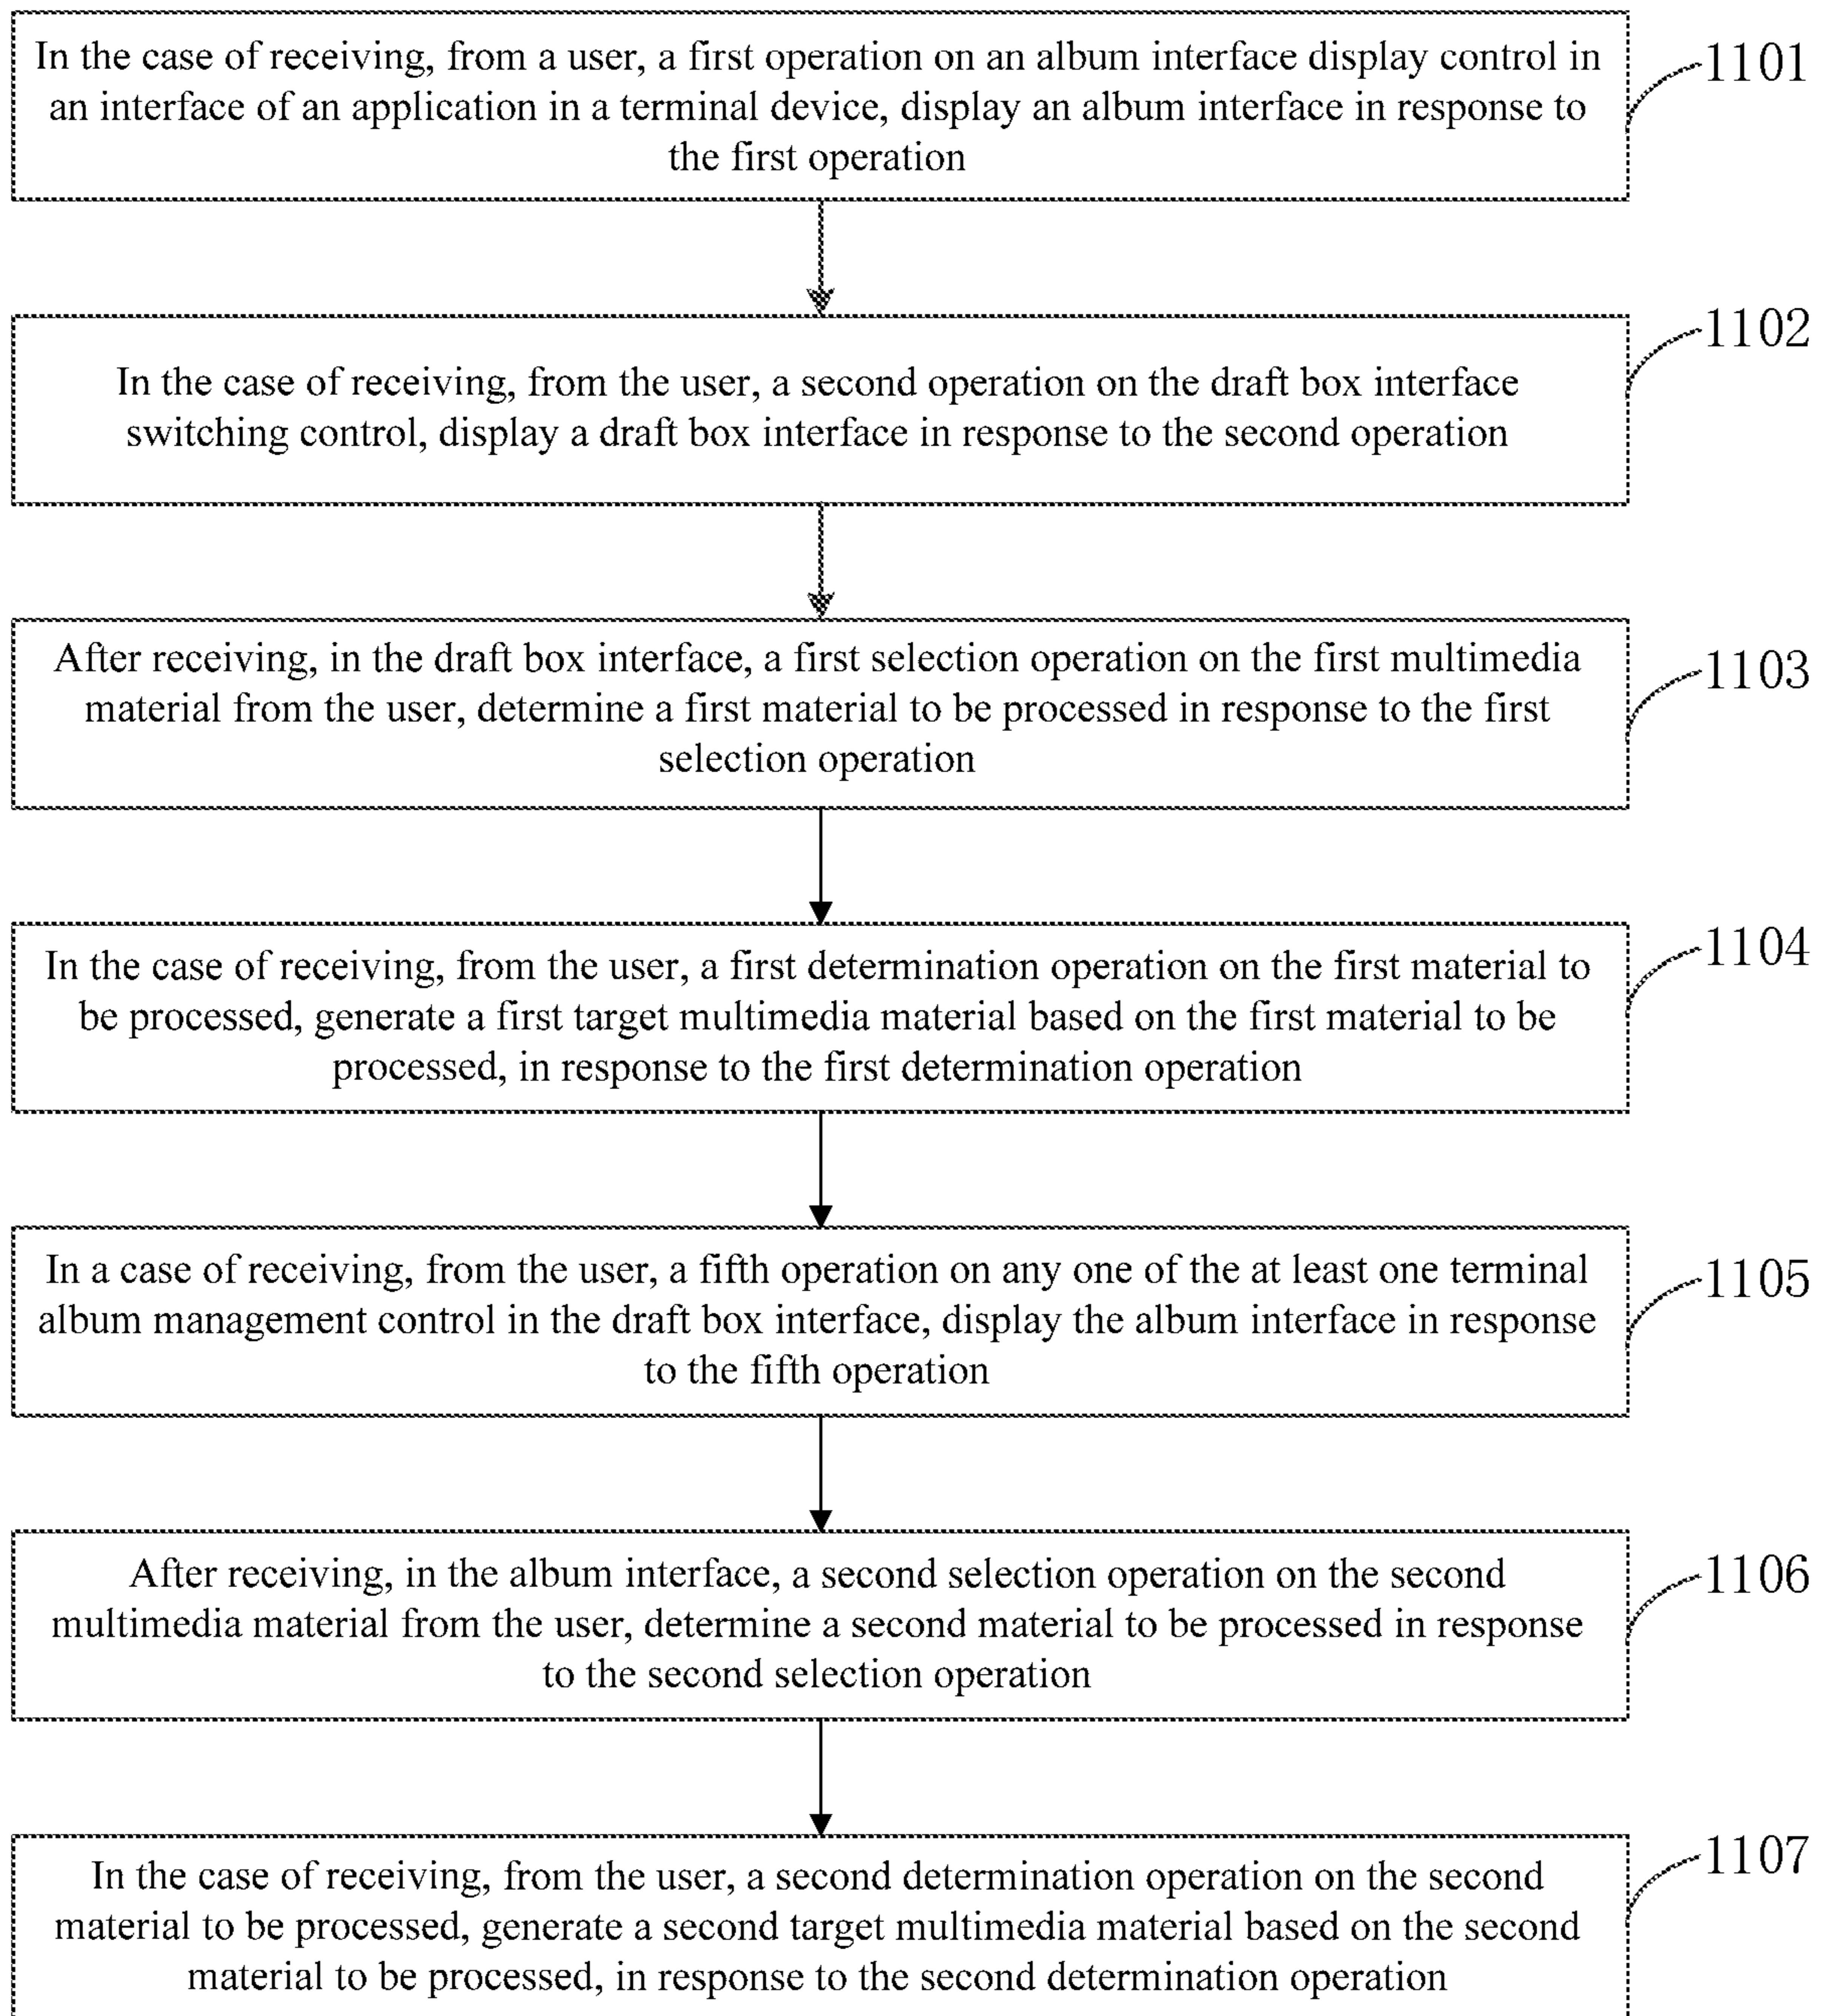 In the case of receiving, from a user, a first operation on an album interface display control in
an interface of an application in a terminal device, display an album interface in response to
the first operation
1101
In the case of receiving, from the user, a second operation on the draft box interface
switching control, display a draft box interface in response to the second operation
1102
After receiving, in the draft box interface, a first selection operation on the first multimedia
material from the user, determine a first material to be processed in response to the first
selection operation
1103
In the case of receiving, from the user, a first determination operation on the first material to
be processed, generate a first target multimedia material based on the first material to be
processed, in response to the first determination operation
1104
In a case of receiving, from the user, a fifth operation on any one of the at least one terminal
album management control in the draft box interface, display the album interface in response
to the fifth operation
1105
After receiving, in the album interface, a second selection operation on the second
multimedia material from the user, determine a second material to be processed in response
to the second selection operation
1106
In the case of receiving, from the user, a second determination operation on the second
material to be processed, generate a second target multimedia material based on the second
material to be processed, in response to the second determination operation
1107